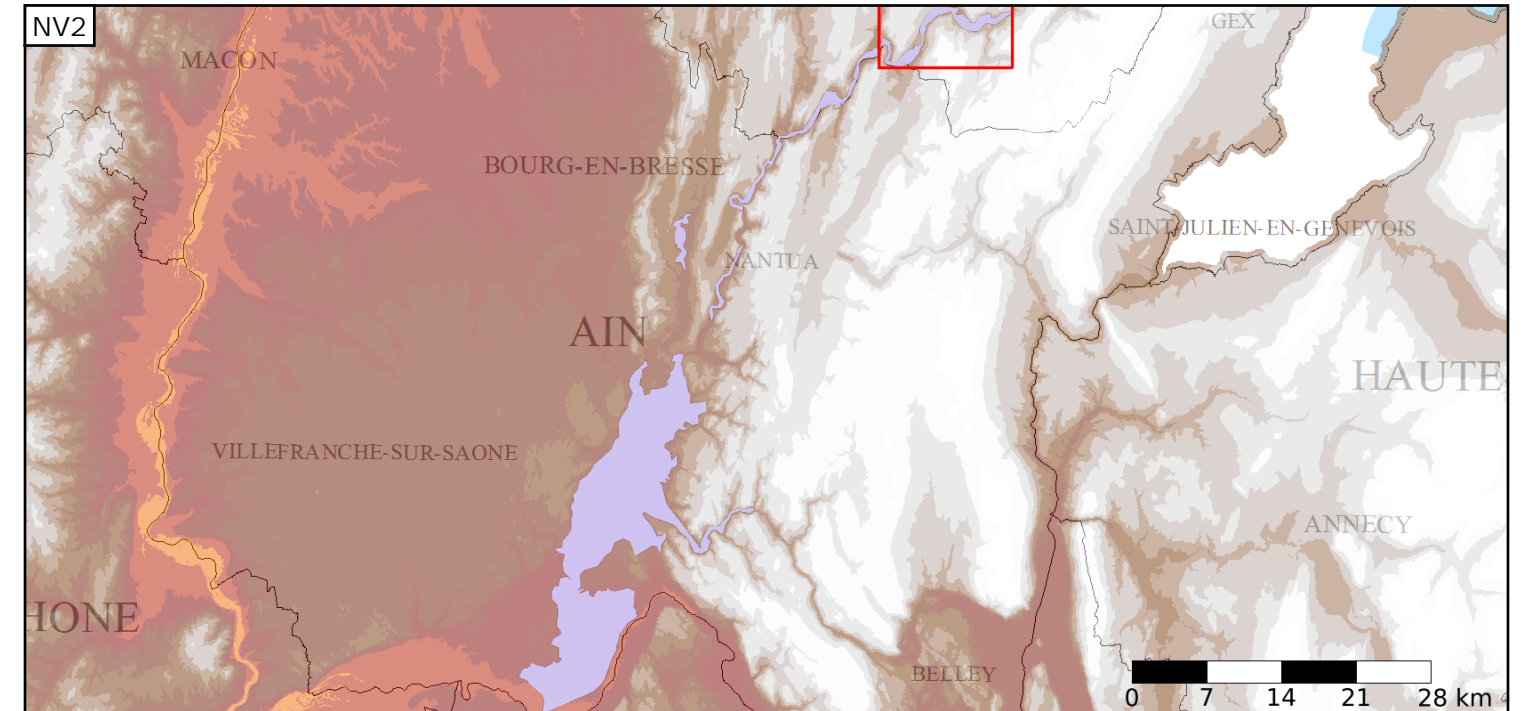 NV2
GEX
MACON
BOURG-EN-BRESSE
SAINT-JULIEN-EN-GENEVOIS
NANTUA
AIN
HAUTE
VILLEFRANCHE-SUR-SAONE
ANNECY
HONE
BELLEY
0 7 14 21 28 km